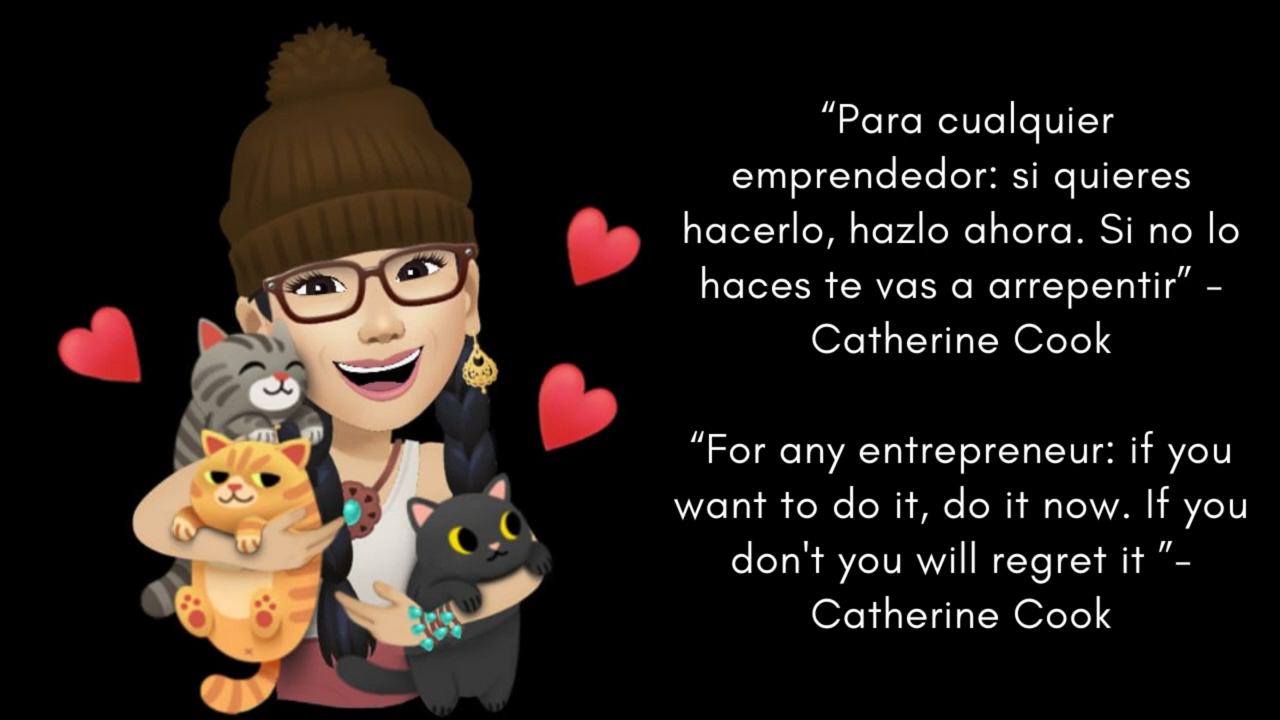 “Para cualquier
emprendedor: si quieres
hacerlo, hazlo ahora. Si no lo
haces te vas a arrepentir” –
Catherine Cook
“For any entrepreneur: if you
want to do it, do it now. If you
don't you will regret it ”–
Catherine Cook